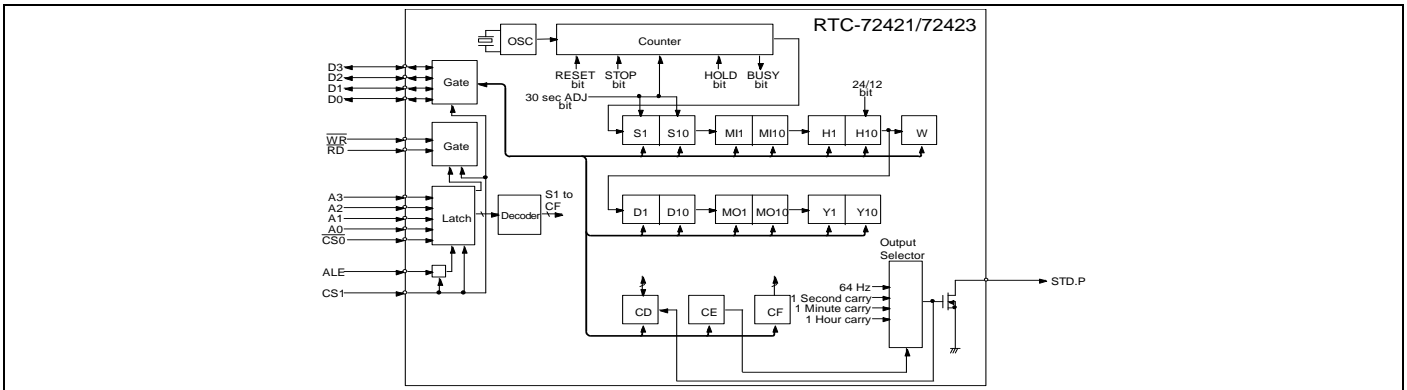 RTC-72421/72423
OSC
Counter
D3
D2
D1
D0
Gate
RESET
bit
STOP
bit
HOLD
bit
BUSY
bit
30 sec ADJ
bit
24/12
bit
S1 S10 MI1 MI10 H1 H10 W
WR
RD
Gate
A3
A2
A1
A0
CS0
Latch
Decoder
S1 to
CF
D1 D10 MO1 MO10 Y1 Y10
ALE
CS1
Output
Selector
64 Hz
1 Second carry
1 Minute carry
1 Hour carry
CD CE CF
STD.P